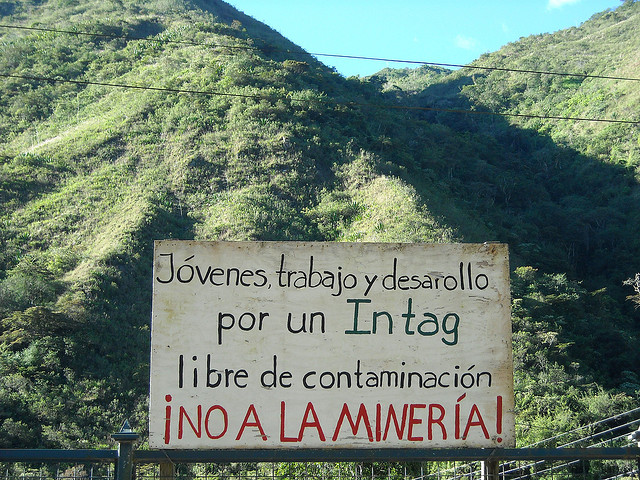 Jóvenes, trabajo y desarollo
por un Intag
libre de contaminación
¡NO A LA MINERÍA!